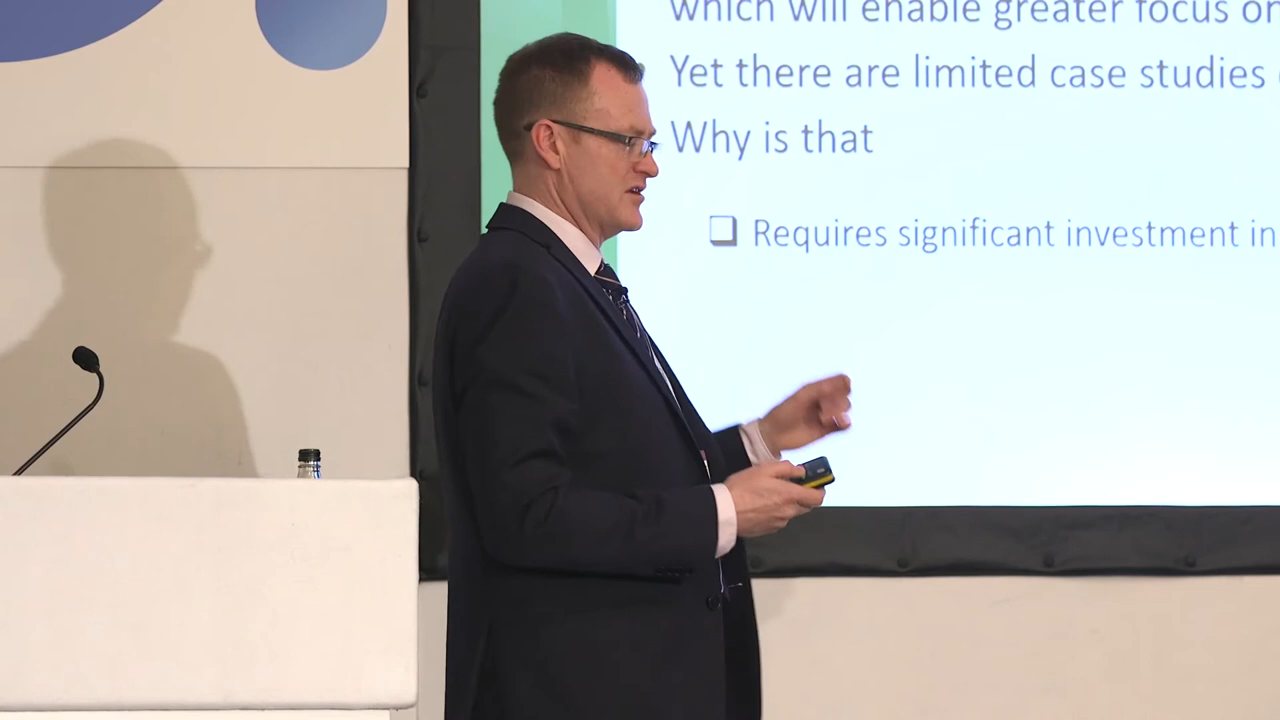 which will enable greater focus on
Yet there are limited case studies
Why is that
Requires significant investment in